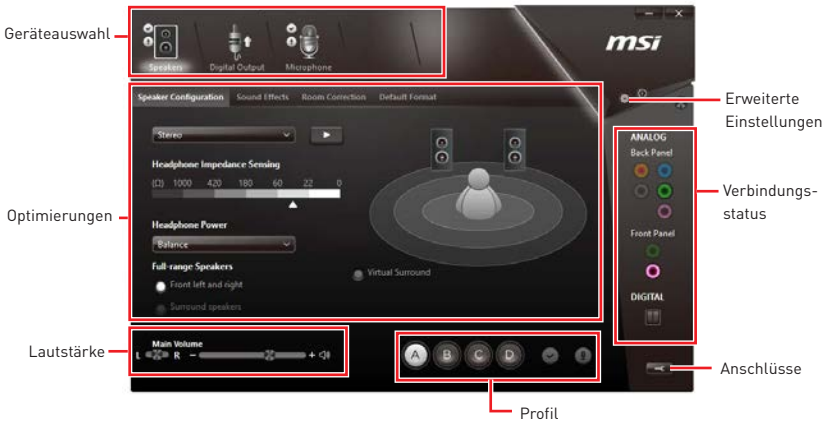 Geräteauswahl
Speakers
Digital Output
Microphone
msi
Speaker Configuration Sound Effects Room Correction Default Format
Erweiterte
Einstellungen
Stereo
Headphone Impedance Sensing
(Ω) 1000 420 180 60 22 0
Headphone Power
Balance
Full-range Speakers
Front left and right
Surround speakers
Virtual Surround
Optimierungen
ANALOG
Back Panel
Front Panel
DIGITAL
Verbindungs-
status
Lautstärke
Main Volume
L R - +
A B C D
Anschlüsse
Profil